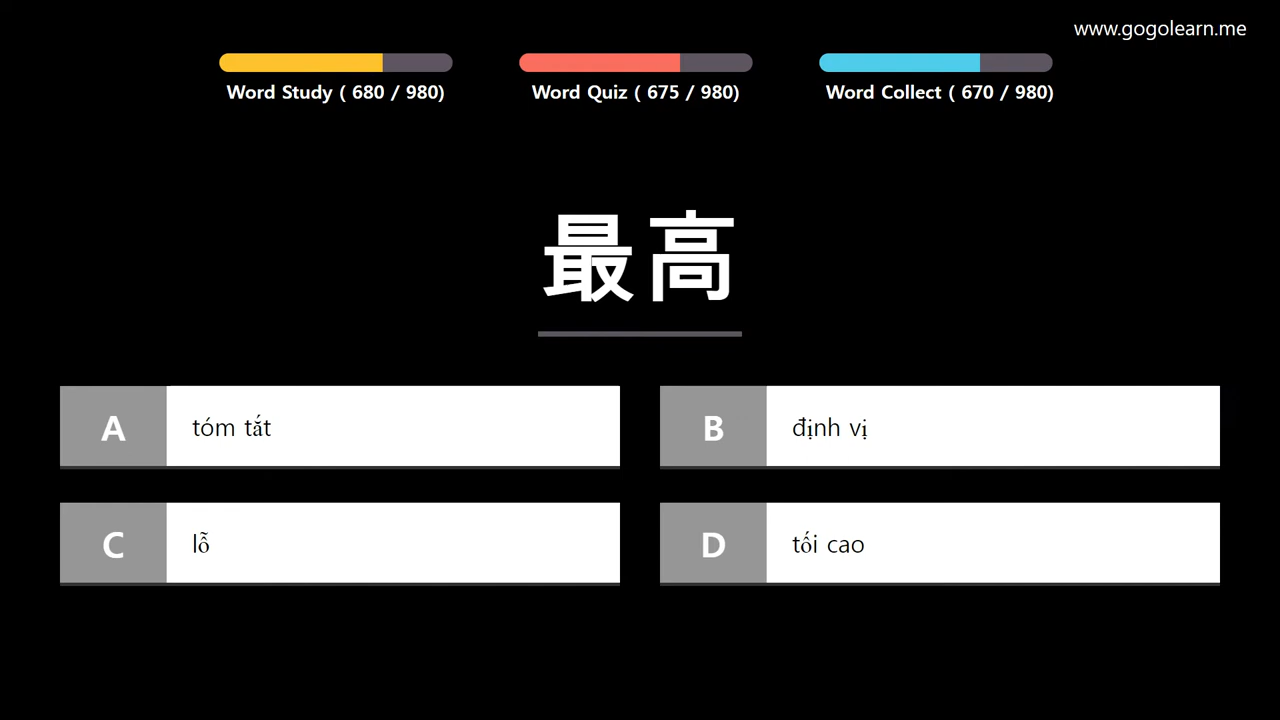 www.gogolearn.me
Word Study ( 680 / 980)
Word Quiz ( 675 / 980)
Word Collect ( 670 / 980)
最高
A
tóm tắt
B
định vị
C
lỗ
D
tối cao